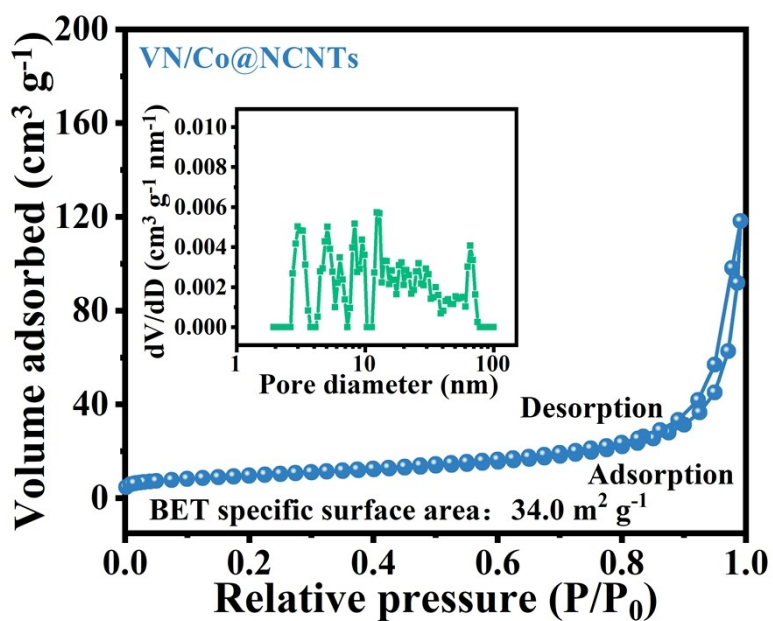 VN/Co@NCNTs
Volume adsorbed (cm³ g⁻¹)
200
160
120
80
40
0
0.0 0.2 0.4 0.6 0.8 1.0
Relative pressure (P/P₀)
dV/dD (cm³ g⁻¹ nm⁻¹)
0.010
0.008
0.006
0.004
0.002
0.000
1 10 100
Pore diameter (nm)
Desorption
Adsorption
BET specific surface area： 34.0 m² g⁻¹